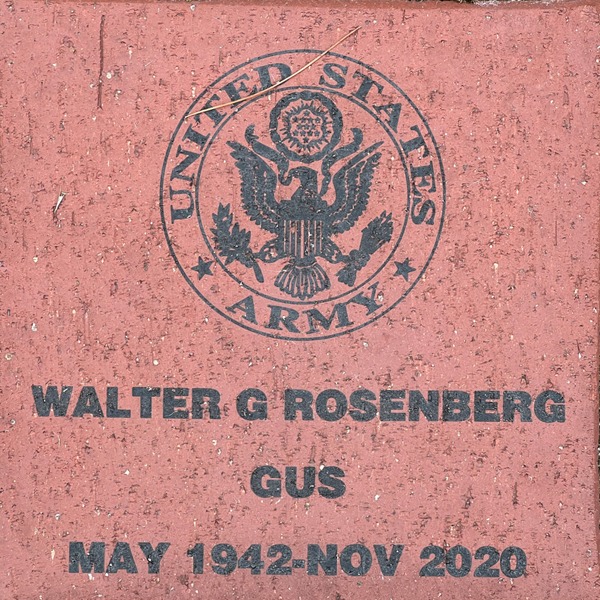 UNITED STATES
ARMY
WALTER G ROSENBERG
GUS
MAY 1942-NOV 2020